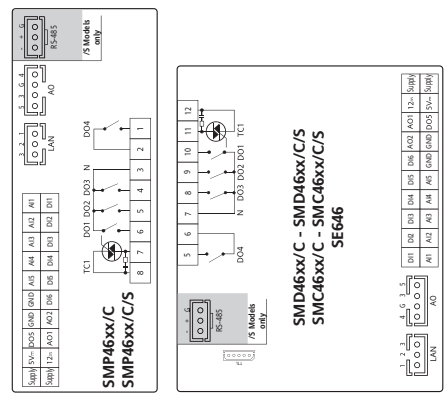 - + G
RS-485
/S Models
only
5 3 G 4
AO
3 2 1
LAN
DO4
1
2
N
3
DO3
4
DO2
5
DO1
6
TC1
7
8
Supply 5V⎓ DO5 GND GND AI5 AI4 AI3 AI2 AI1
Supply 12⎓ AO1 AO2 DI6 DI5 DI4 DI3 DI2 DI1
SMP46xx/C
SMP46xx/C/S
12
11
TC1
10
DO1
9
DO2
8
DO3
7
N
6
5
DO4
- + G
RS-485
/S Models
only
SMD46xx/C - SMD46xx/C/S
SMC46xx/C - SMC46xx/C/S
SE646
DI1 DI2 DI3 DI4 DI5 DI6 AO2 AO1 12⎓ Supply
AI1 AI2 AI3 AI4 AI5 GND GND DO5 5V⎓ Supply
1 2 3
LAN
4 G 3 5
AO